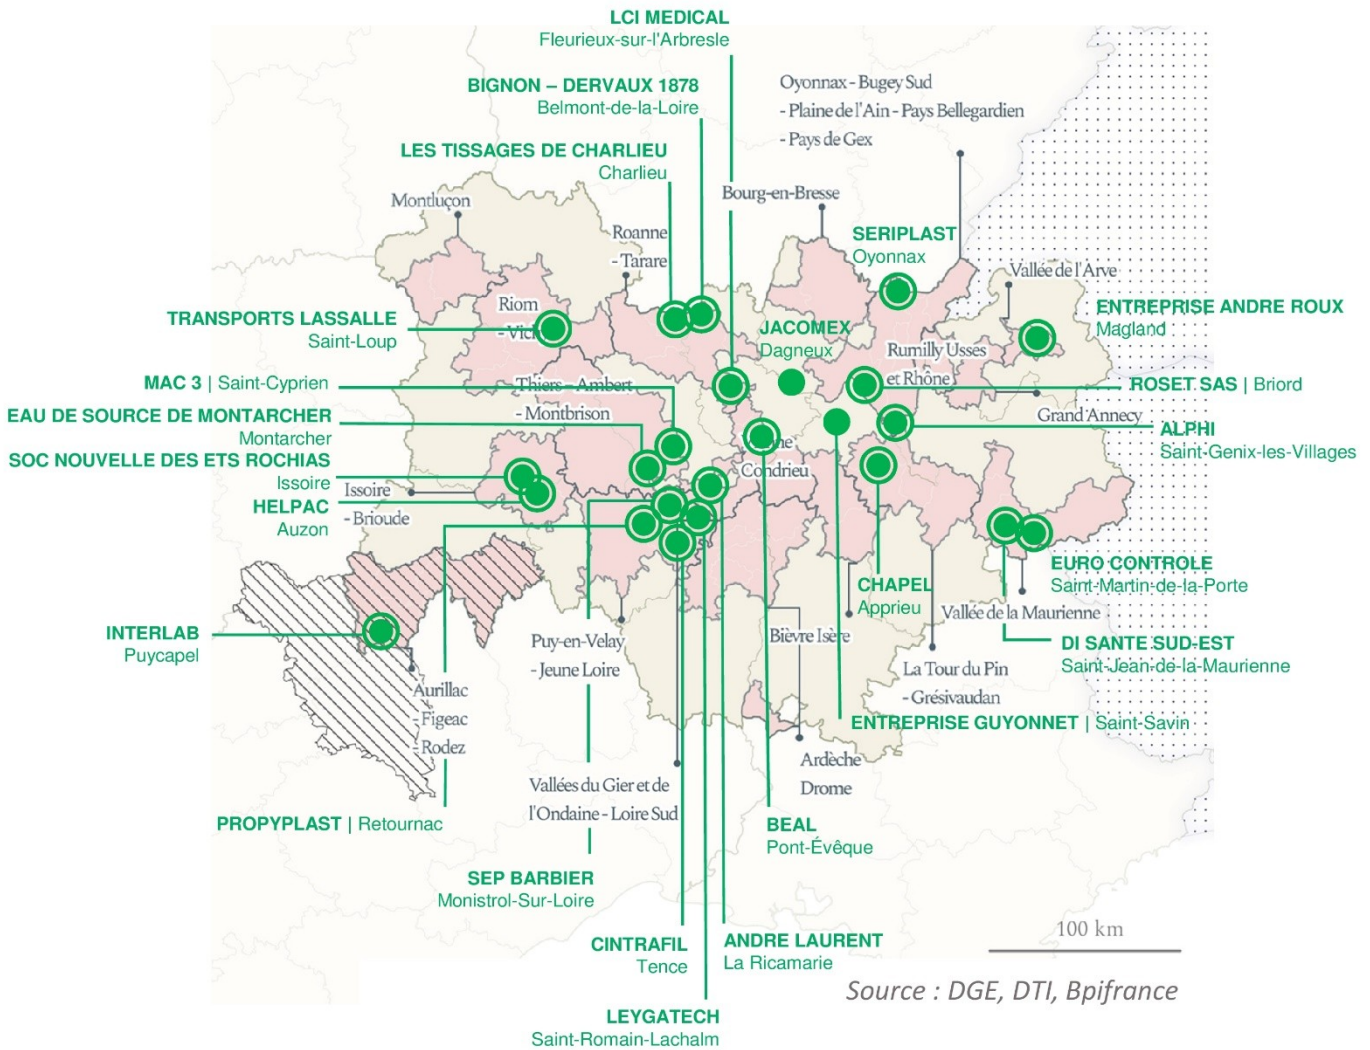 LCI MEDICAL
Fleurieux-sur-l'Arbresle
BIGNON – DERVAUX 1878
Belmont-de-la-Loire
Oyonnax - Bugey Sud
- Plaine de l'Ain - Pays Bellegardien
- Pays de Gex
LES TISSAGES DE CHARLIEU
Charlieu
Montluçon
Bourg-en-Bresse
Roanne
- Tarare
SERIPLAST
Oyonnax
Vallée de l'Arve
Riom
- Vich
TRANSPORTS LASSALLE
Saint-Loup
JACOMEX
Dagneux
ENTREPRISE ANDRE ROUX
Magland
Rumilly Usses
et Rhône
MAC 3 | Saint-Cyprien
Thiers - Ambert
- Montbrison
ROSET SAS | Briord
Grand Annecy
EAU DE SOURCE DE MONTARCHER
Montarcher
ALPHI
Saint-Genix-les-Villages
SOC NOUVELLE DES ETS ROCHIAS
Issoire
Condrieu
Issoire
- Brioude
HELPAC
Auzon
EURO CONTROLE
Saint-Martin-de-la-Porte
CHAPEL
Apprieu
Vallée de la Maurienne
INTERLAB
Puycapel
Puy-en-Velay
- Jeune Loire
Bièvre Isère
DI SANTE SUD-EST
Saint-Jean-de-la-Maurienne
La Tour du Pin
- Grésivaudan
Aurillac
- Figeac
- Rodez
ENTREPRISE GUYONNET | Saint-Savin
Ardèche
Drome
Vallées du Gier et de
l'Ondaine - Loire Sud
PROPYPLAST | Retournac
BEAL
Pont-Évêque
SEP BARBIER
Monistrol-Sur-Loire
CINTRAFIL
Tence
ANDRE LAURENT
La Ricamarie
100 km
Source : DGE, DTI, Bpifrance
LEYGATECH
Saint-Romain-Lachalm